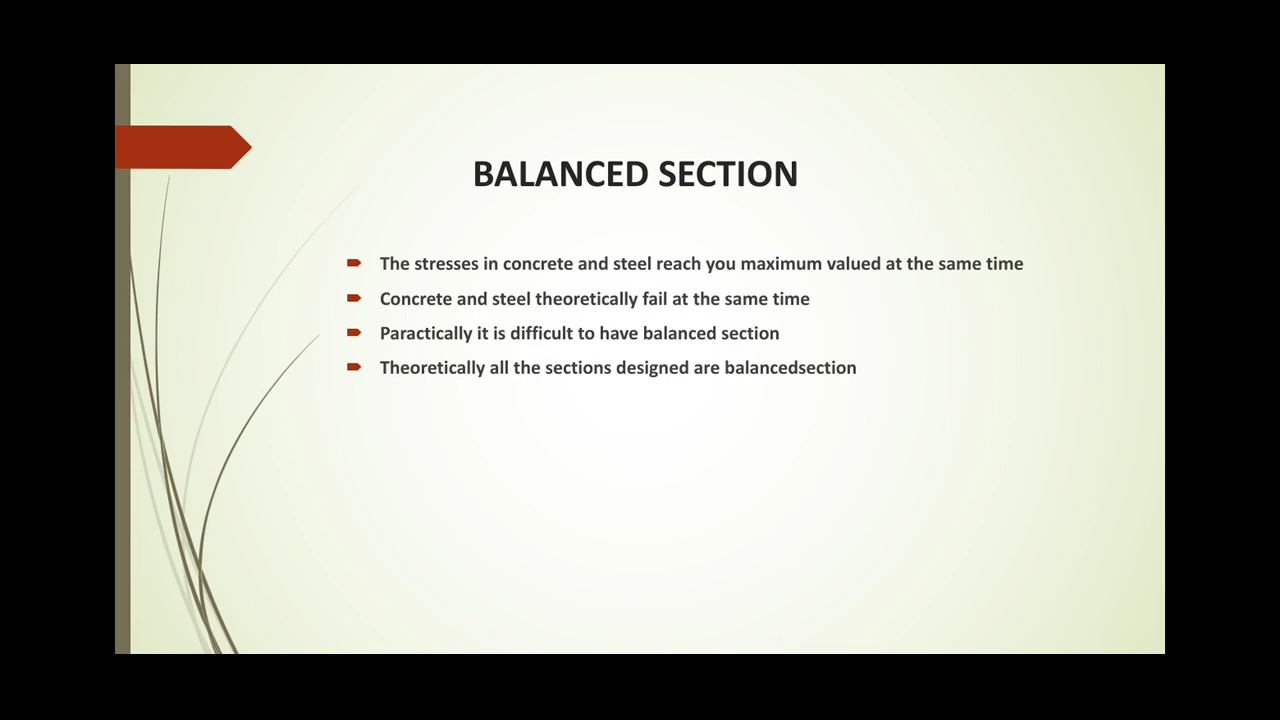 BALANCED SECTION
The stresses in concrete and steel reach you maximum valued at the same time
Concrete and steel theoretically fail at the same time
Paractically it is difficult to have balanced section
Theoretically all the sections designed are balancedsection